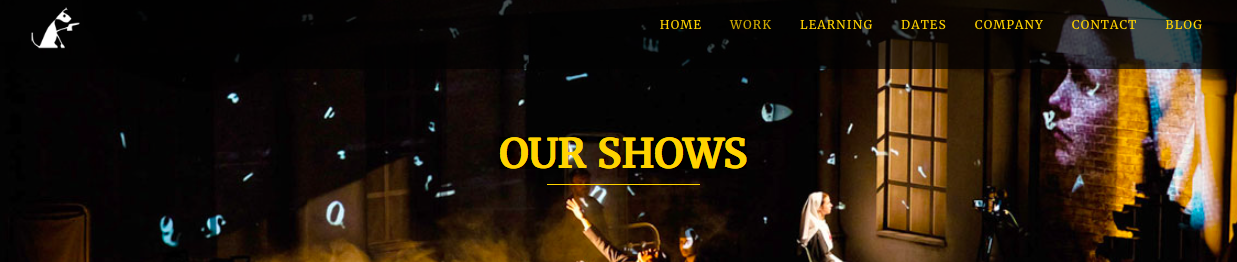 HOME WORK LEARNING DATES COMPANY CONTACT BLOG
OUR SHOWS